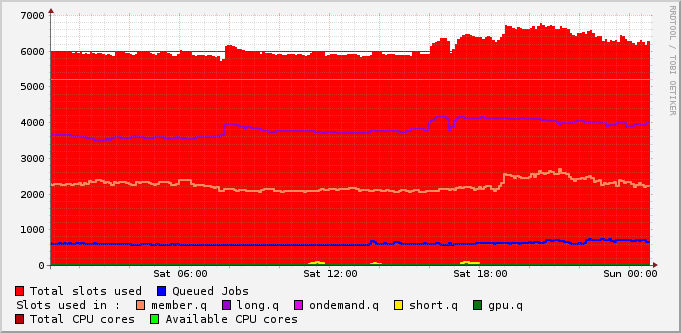 7000
6000
5000
4000
3000
2000
1000
0
Sat 06:00 Sat 12:00 Sat 18:00 Sun 00:00
RRDTOOL / TOBI OETIKER
Total slots used Queued Jobs
Slots used in : member.q long.q ondemand.q short.q gpu.q
Total CPU cores Available CPU cores